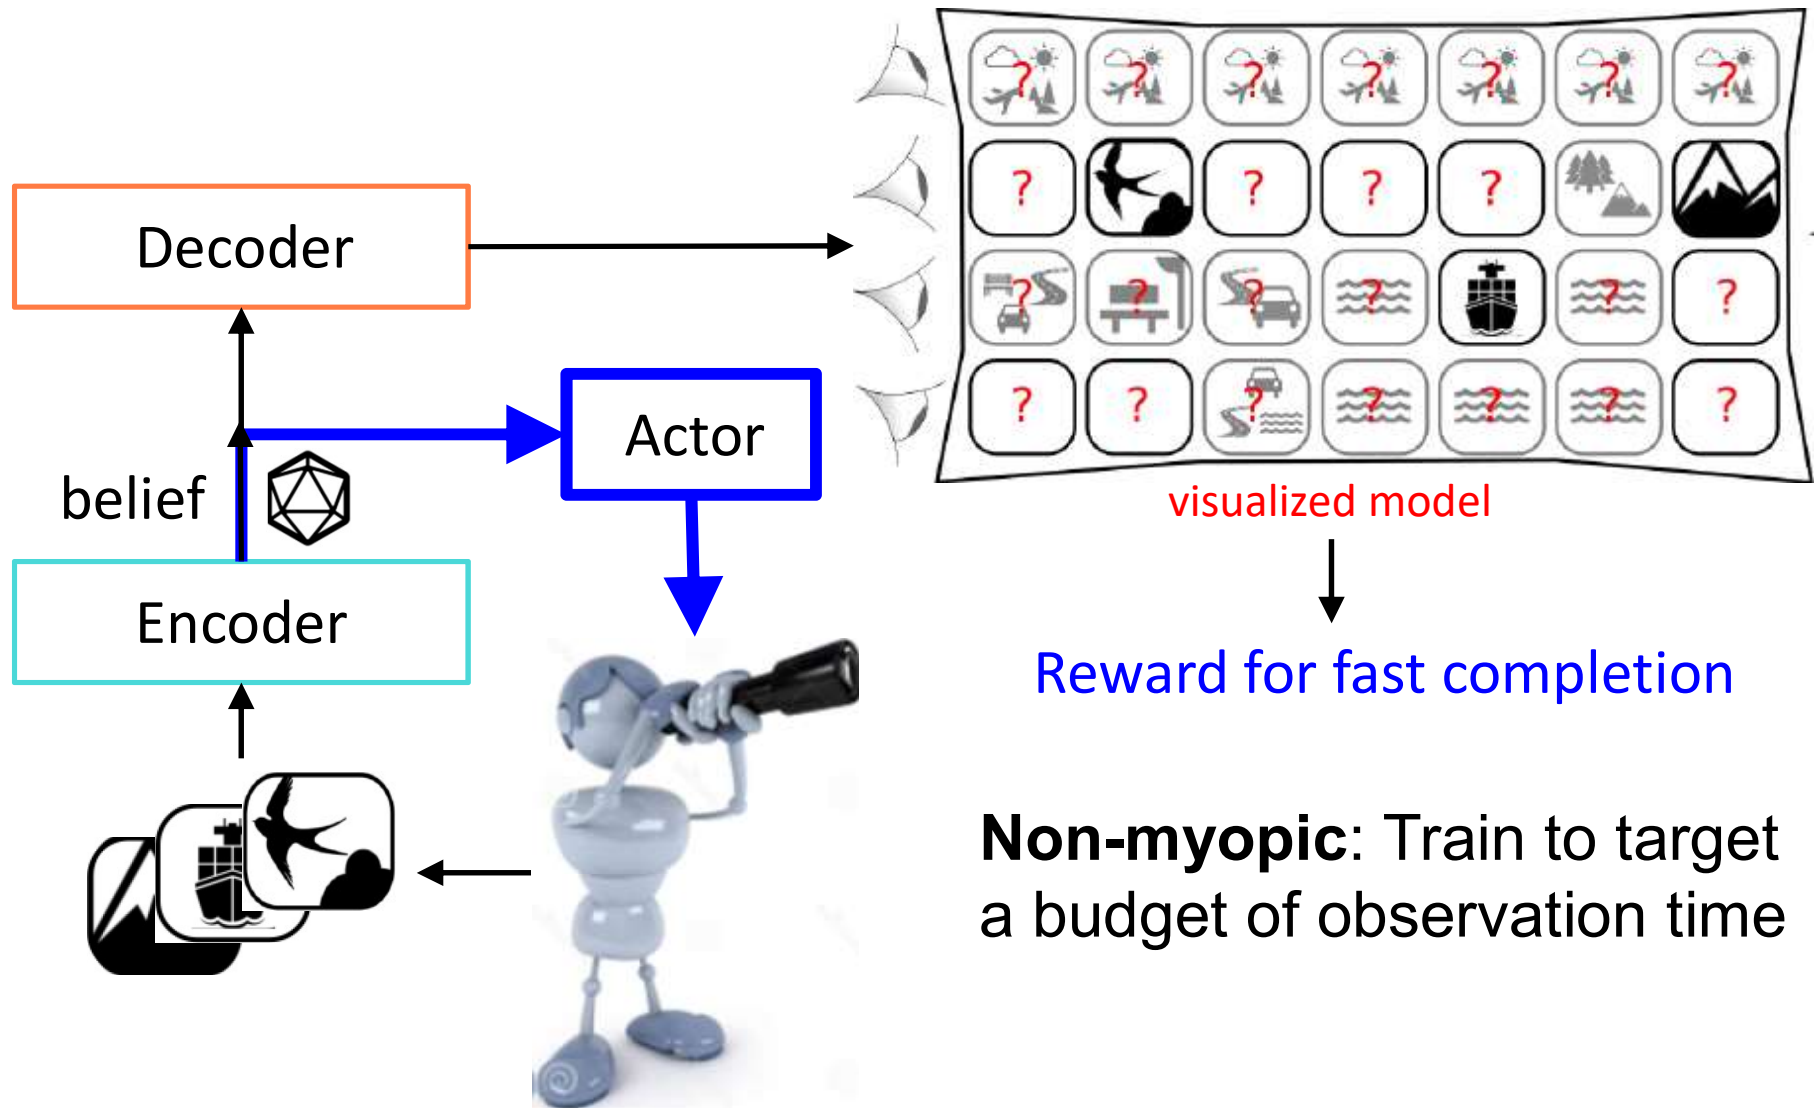 ? ? ? ? ? ? ?
? ? ? ?
? ? ? ? ? ?
? ? ? ? ? ? ?
Decoder
Actor
belief
Encoder
visualized model
Reward for fast completion
Non-myopic: Train to target
a budget of observation time